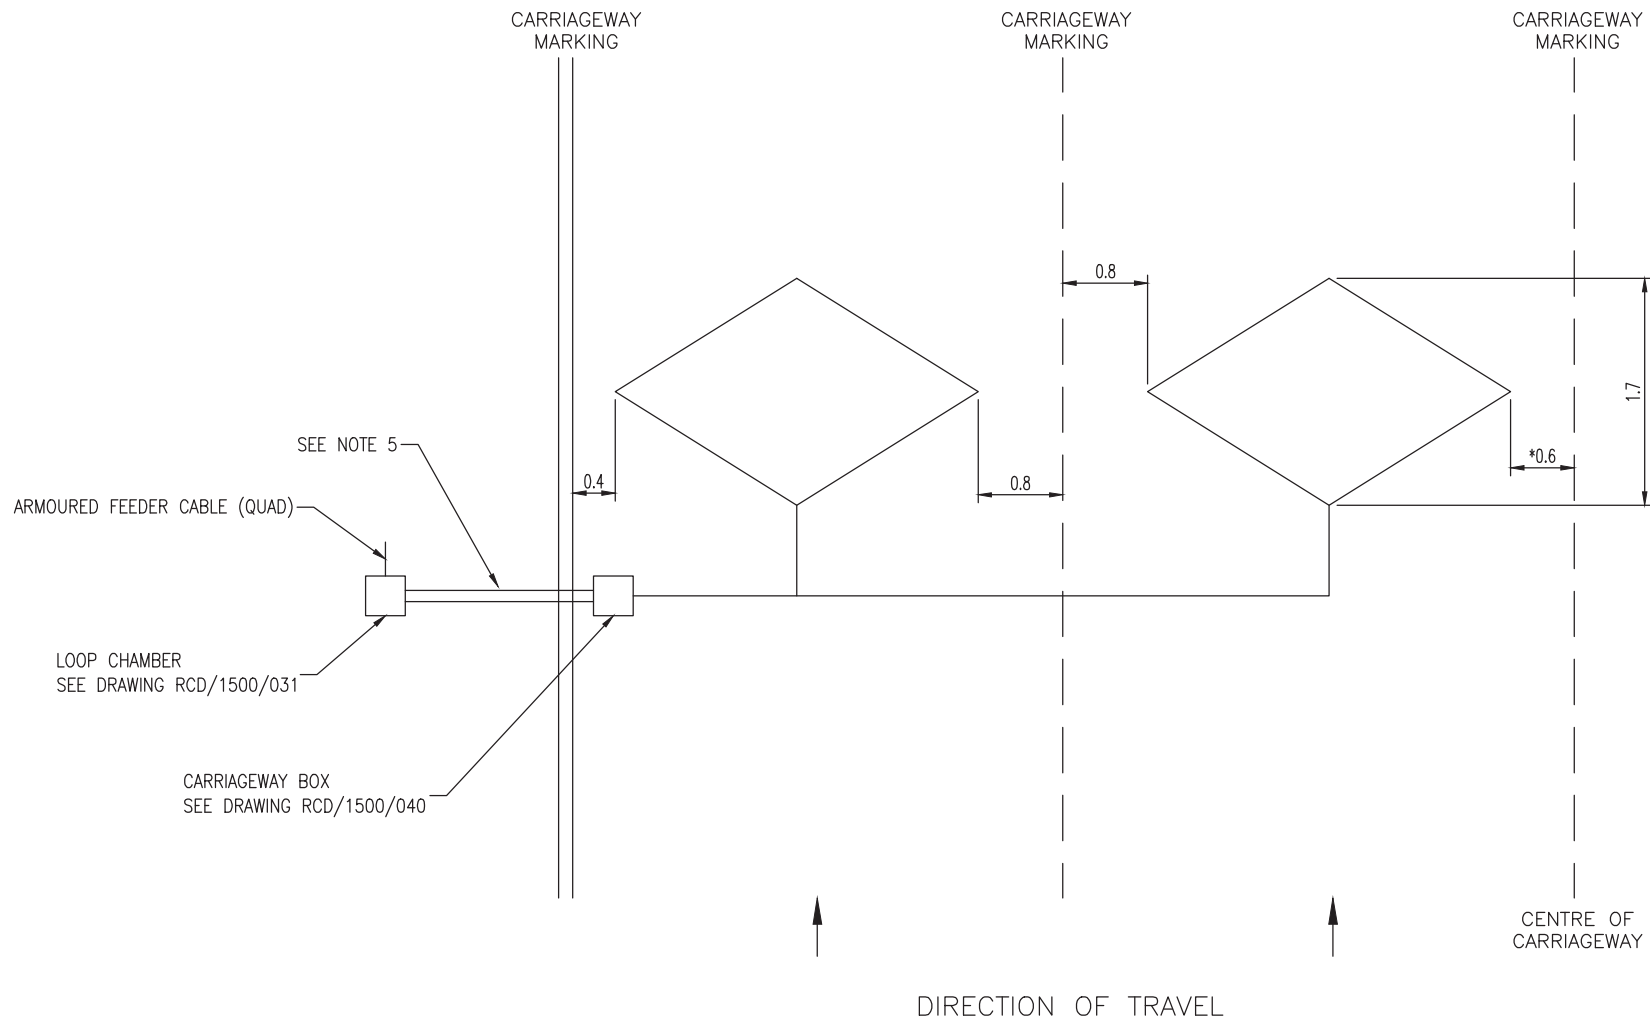 CARRIAGEWAY
MARKING
CARRIAGEWAY
MARKING
CARRIAGEWAY
MARKING
0.8
1.7
*0.6
SEE NOTE 5
0.4
0.8
ARMOURED FEEDER CABLE (QUAD)
LOOP CHAMBER
SEE DRAWING RCD/1500/031
CARRIAGEWAY BOX
SEE DRAWING RCD/1500/040
CENTRE OF
CARRIAGEWAY
DIRECTION OF TRAVEL